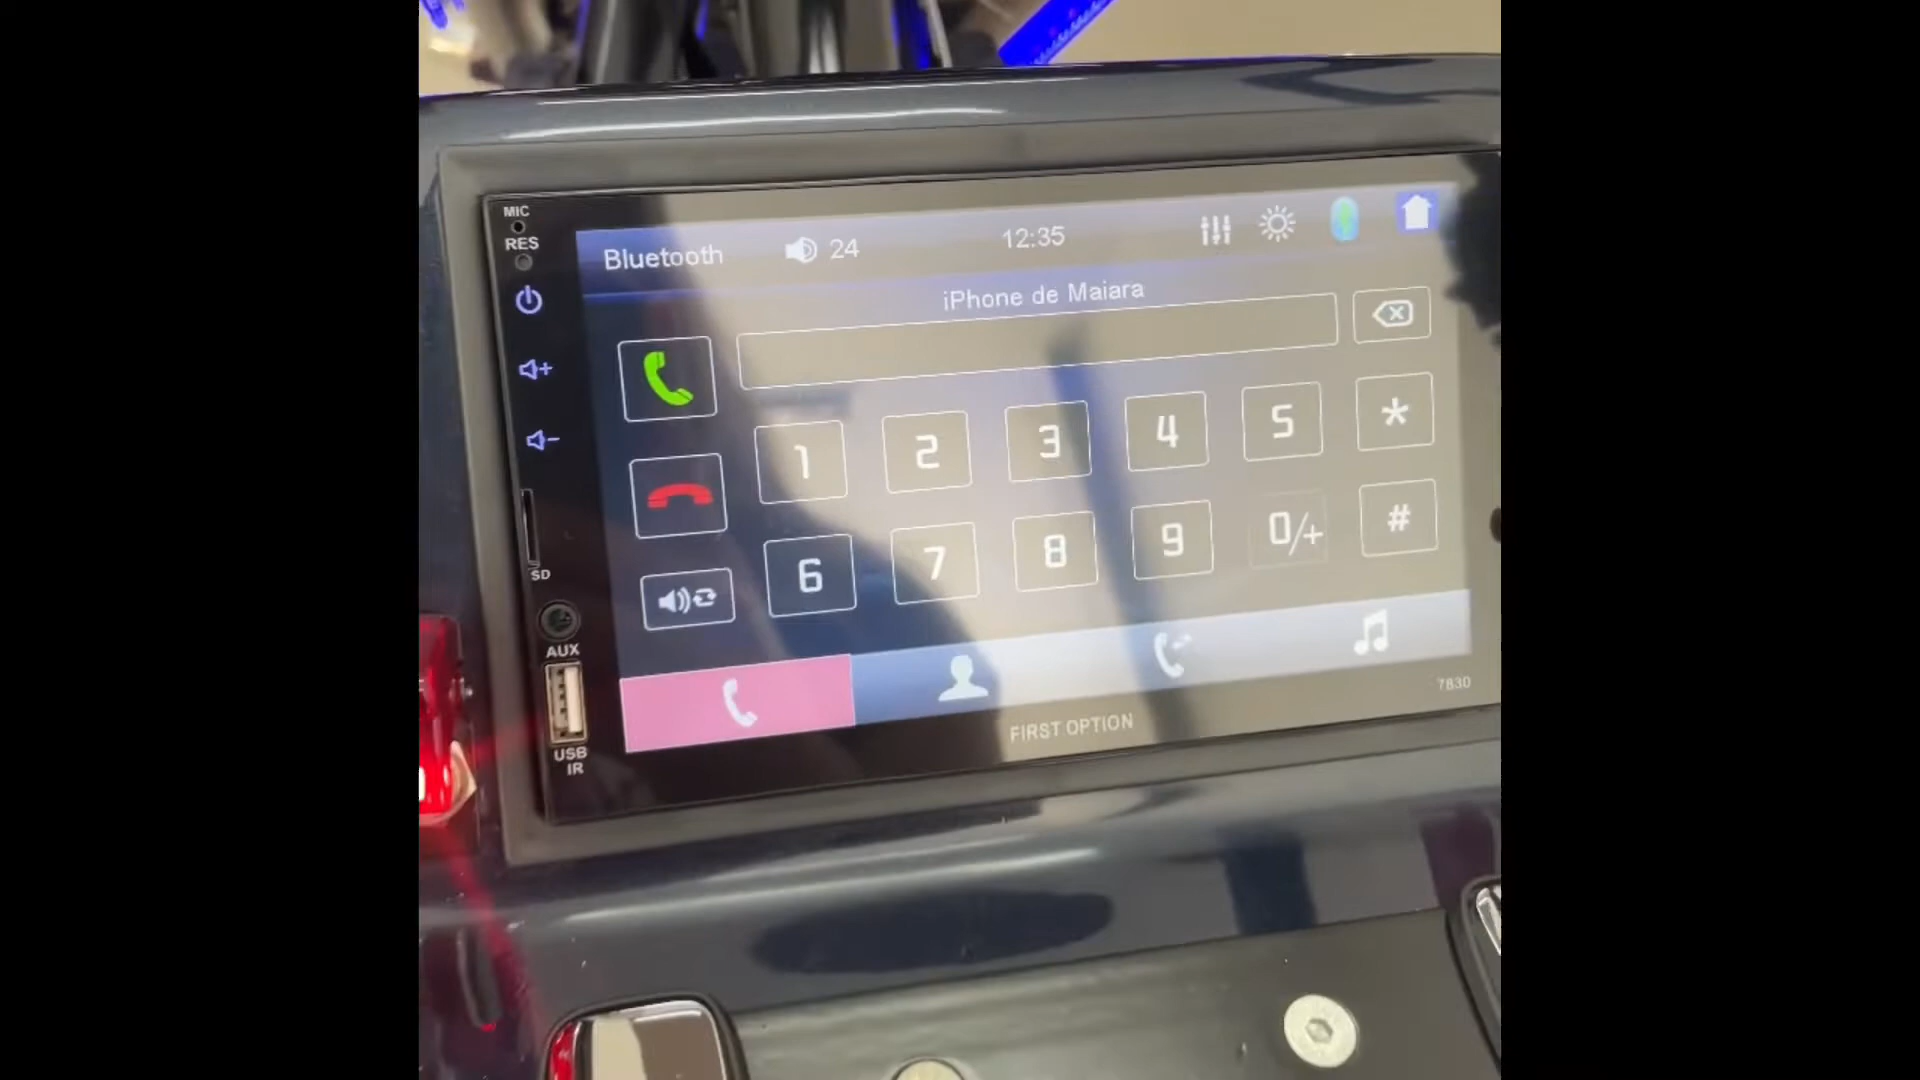 MIC
RES
Bluetooth 24 12:35
iPhone de Maiara
1 2 3 4 5 *
6 7 8 9 0/+ #
SD
AUX
USB
IR
7830
FIRST OPTION